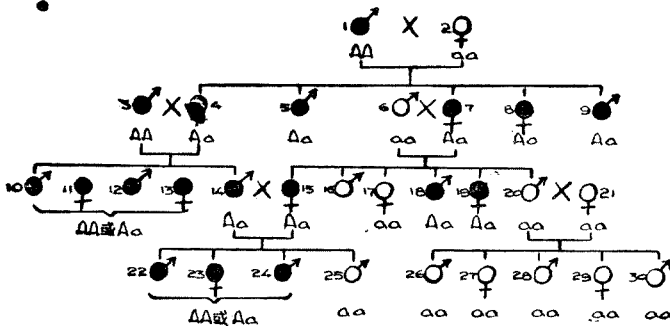 1 X 2
AA aa
3 X 4 5 6 X 7 8 9
AA Aa Aa aa Aa Aa Aa
10 11 12 13 14 X 15 16 17 18 19 20 X 21
AA或Aa Aa Aa aa Aa Aa aa aa
22 23 24 25 26 27 28 29 30
AA或Aa aa aa aa aa aa aa